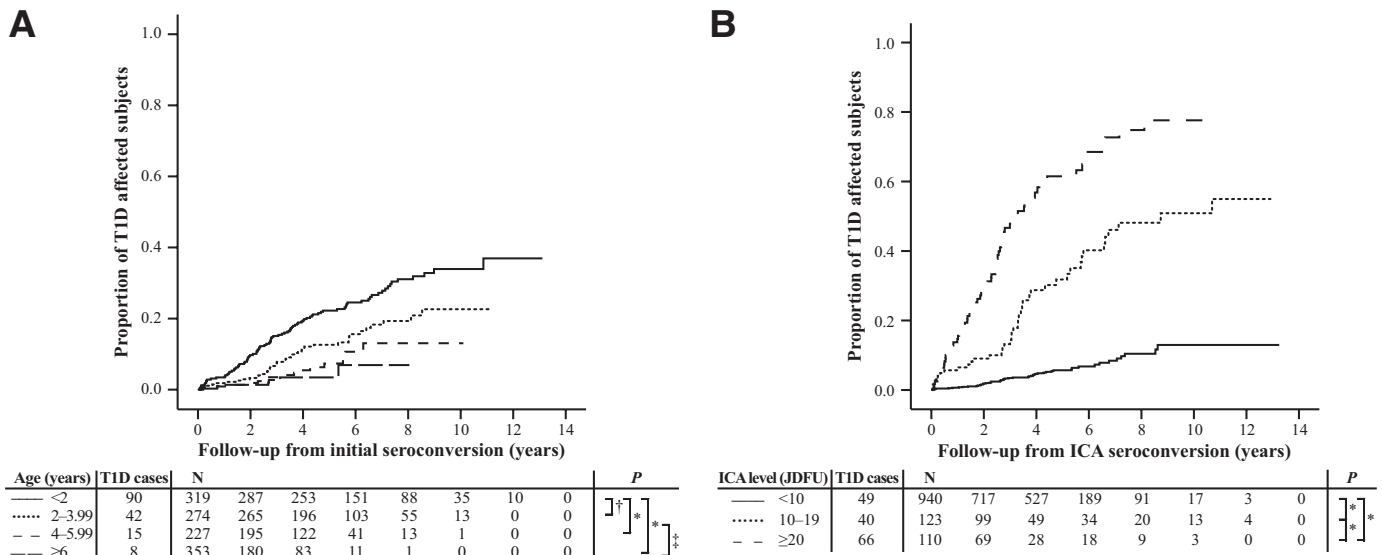 A
B
Proportion of T1D affected subjects
1.0
0.8
0.6
0.4
0.2
0.0
0 2 4 6 8 10 12 14
Follow-up from initial seroconversion (years)
Age (years) T1D cases N P
<2 90 319 287 253 151 88 35 10 0
2–3.99 42 274 265 196 103 55 13 0 0
4–5.99 15 227 195 122 41 13 1 0 0
≥6 8 353 180 83 11 1 0 0 0
† * * ‡
Proportion of T1D affected subjects
1.0
0.8
0.6
0.4
0.2
0.0
0 2 4 6 8 10 12 14
Follow-up from ICA seroconversion (years)
ICA level (JDFU) T1D cases N P
<10 49 940 717 527 189 91 17 3 0
10–19 40 123 99 49 34 20 13 4 0
≥20 66 110 69 28 18 9 3 0 0
* * *